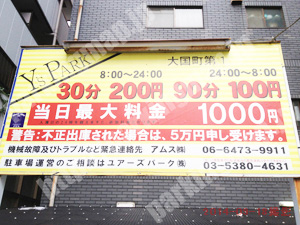 Y's PARK 大国町第1
8:00〜24:00 24:00〜8:00
30分 200円 90分 100円
当日最大料金 1000円
警告:不正出庫された場合は、5万円申し受けます。
機械故障及びトラブルなど緊急連絡先 アムス㈱ 06-6473-9911
駐車場運営のご相談はユアーズパーク㈱ 03-5380-4631